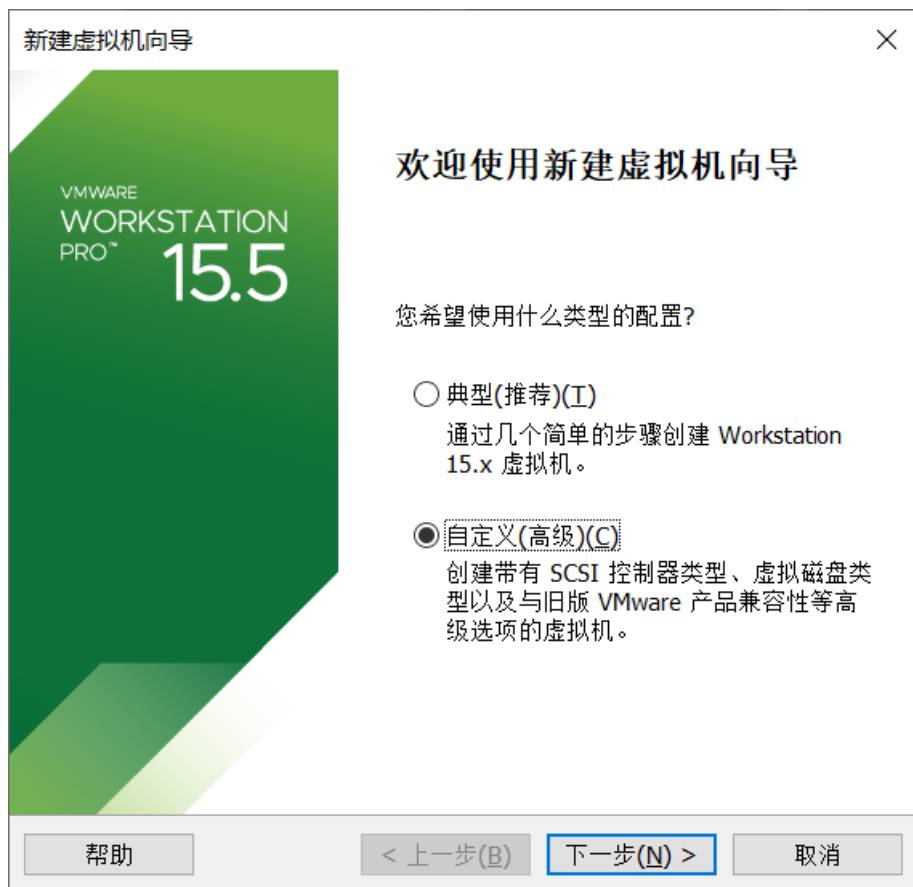 新建虚拟机向导
VMWARE
WORKSTATION
PRO™ 15.5
欢迎使用新建虚拟机向导
您希望使用什么类型的配置?
典型(推荐)(T)
通过几个简单的步骤创建 Workstation
15.x 虚拟机。
自定义(高级)(C)
创建带有 SCSI 控制器类型、虚拟磁盘类
型以及与旧版 VMware 产品兼容性等高
级选项的虚拟机。
帮助
< 上一步(B)
下一步(N) >
取消